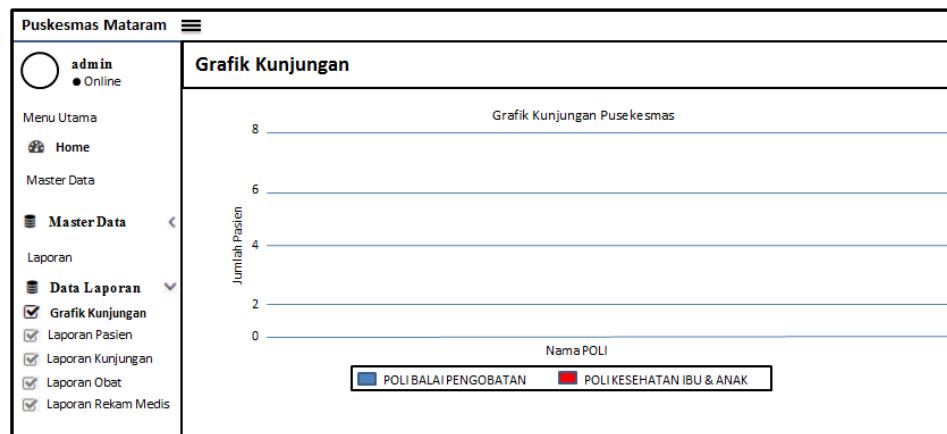 Puskesmas Mataram
admin
Online
Menu Utama
Home
Master Data
Master Data
Laporan
Data Laporan
Grafik Kunjungan
Laporan Pasien
Laporan Kunjungan
Laporan Obat
Laporan Rekam Medis
Grafik Kunjungan
Grafik Kunjungan Pusekesmas
Jumlah Pasien
8
6
4
2
0
Nama POLI
POLI BALAI PENGOBATAN
POLI KESEHATAN IBU & ANAK